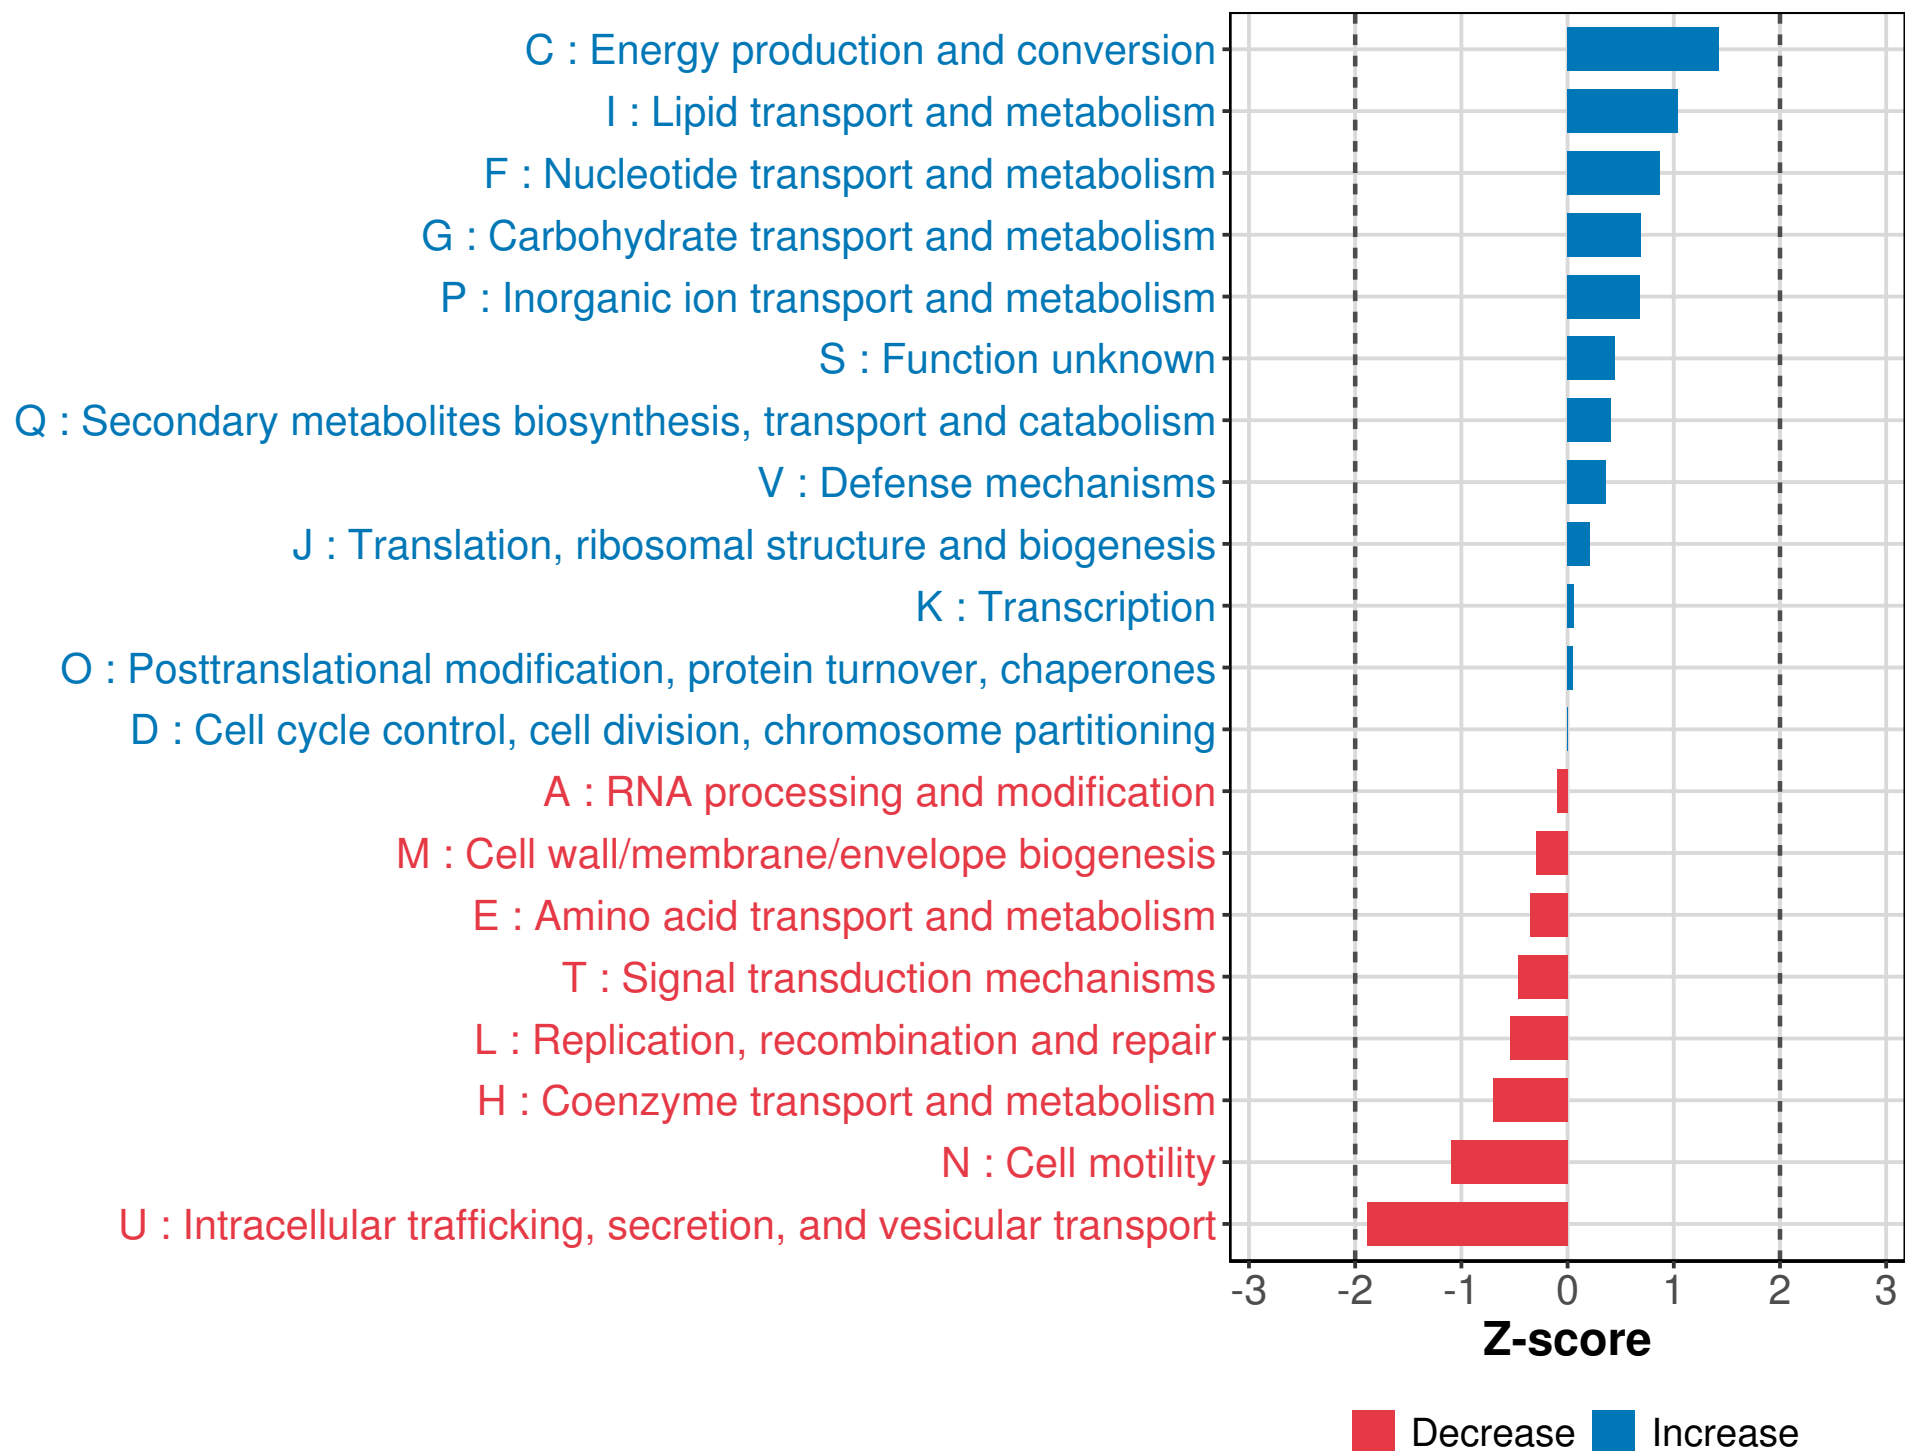 C : Energy production and conversion
I : Lipid transport and metabolism
F : Nucleotide transport and metabolism
G : Carbohydrate transport and metabolism
P : Inorganic ion transport and metabolism
S : Function unknown
Q : Secondary metabolites biosynthesis, transport and catabolism
V : Defense mechanisms
J : Translation, ribosomal structure and biogenesis
K : Transcription
O : Posttranslational modification, protein turnover, chaperones
D : Cell cycle control, cell division, chromosome partitioning
A : RNA processing and modification
M : Cell wall/membrane/envelope biogenesis
E : Amino acid transport and metabolism
T : Signal transduction mechanisms
L : Replication, recombination and repair
H : Coenzyme transport and metabolism
N : Cell motility
U : Intracellular trafficking, secretion, and vesicular transport
-3 -2 -1 0 1 2 3
Z-score
Decrease Increase